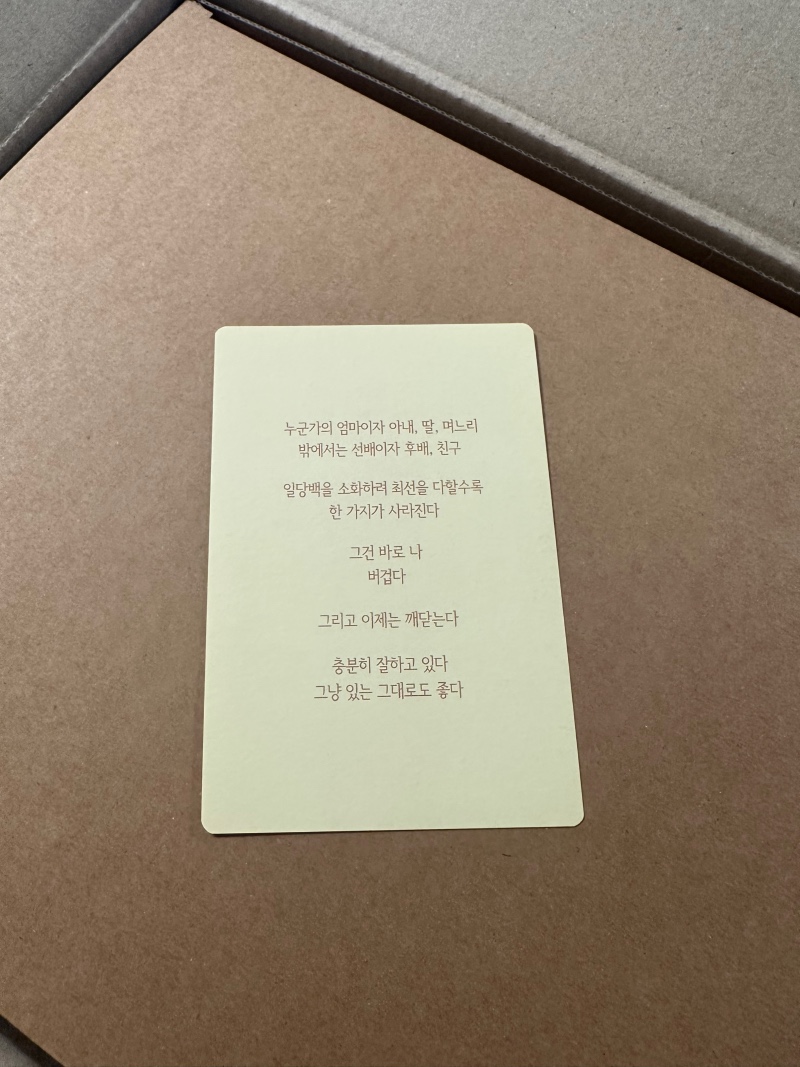 누군가의 엄마이자 아내, 딸, 며느리
밖에서는 선배이자 후배, 친구
일당백을 소화하려 최선을 다할수록
한 가지가 사라진다
그건 바로 나
버겁다
그리고 이제는 깨닫는다
충분히 잘하고 있다
그냥 있는 그대로도 좋다